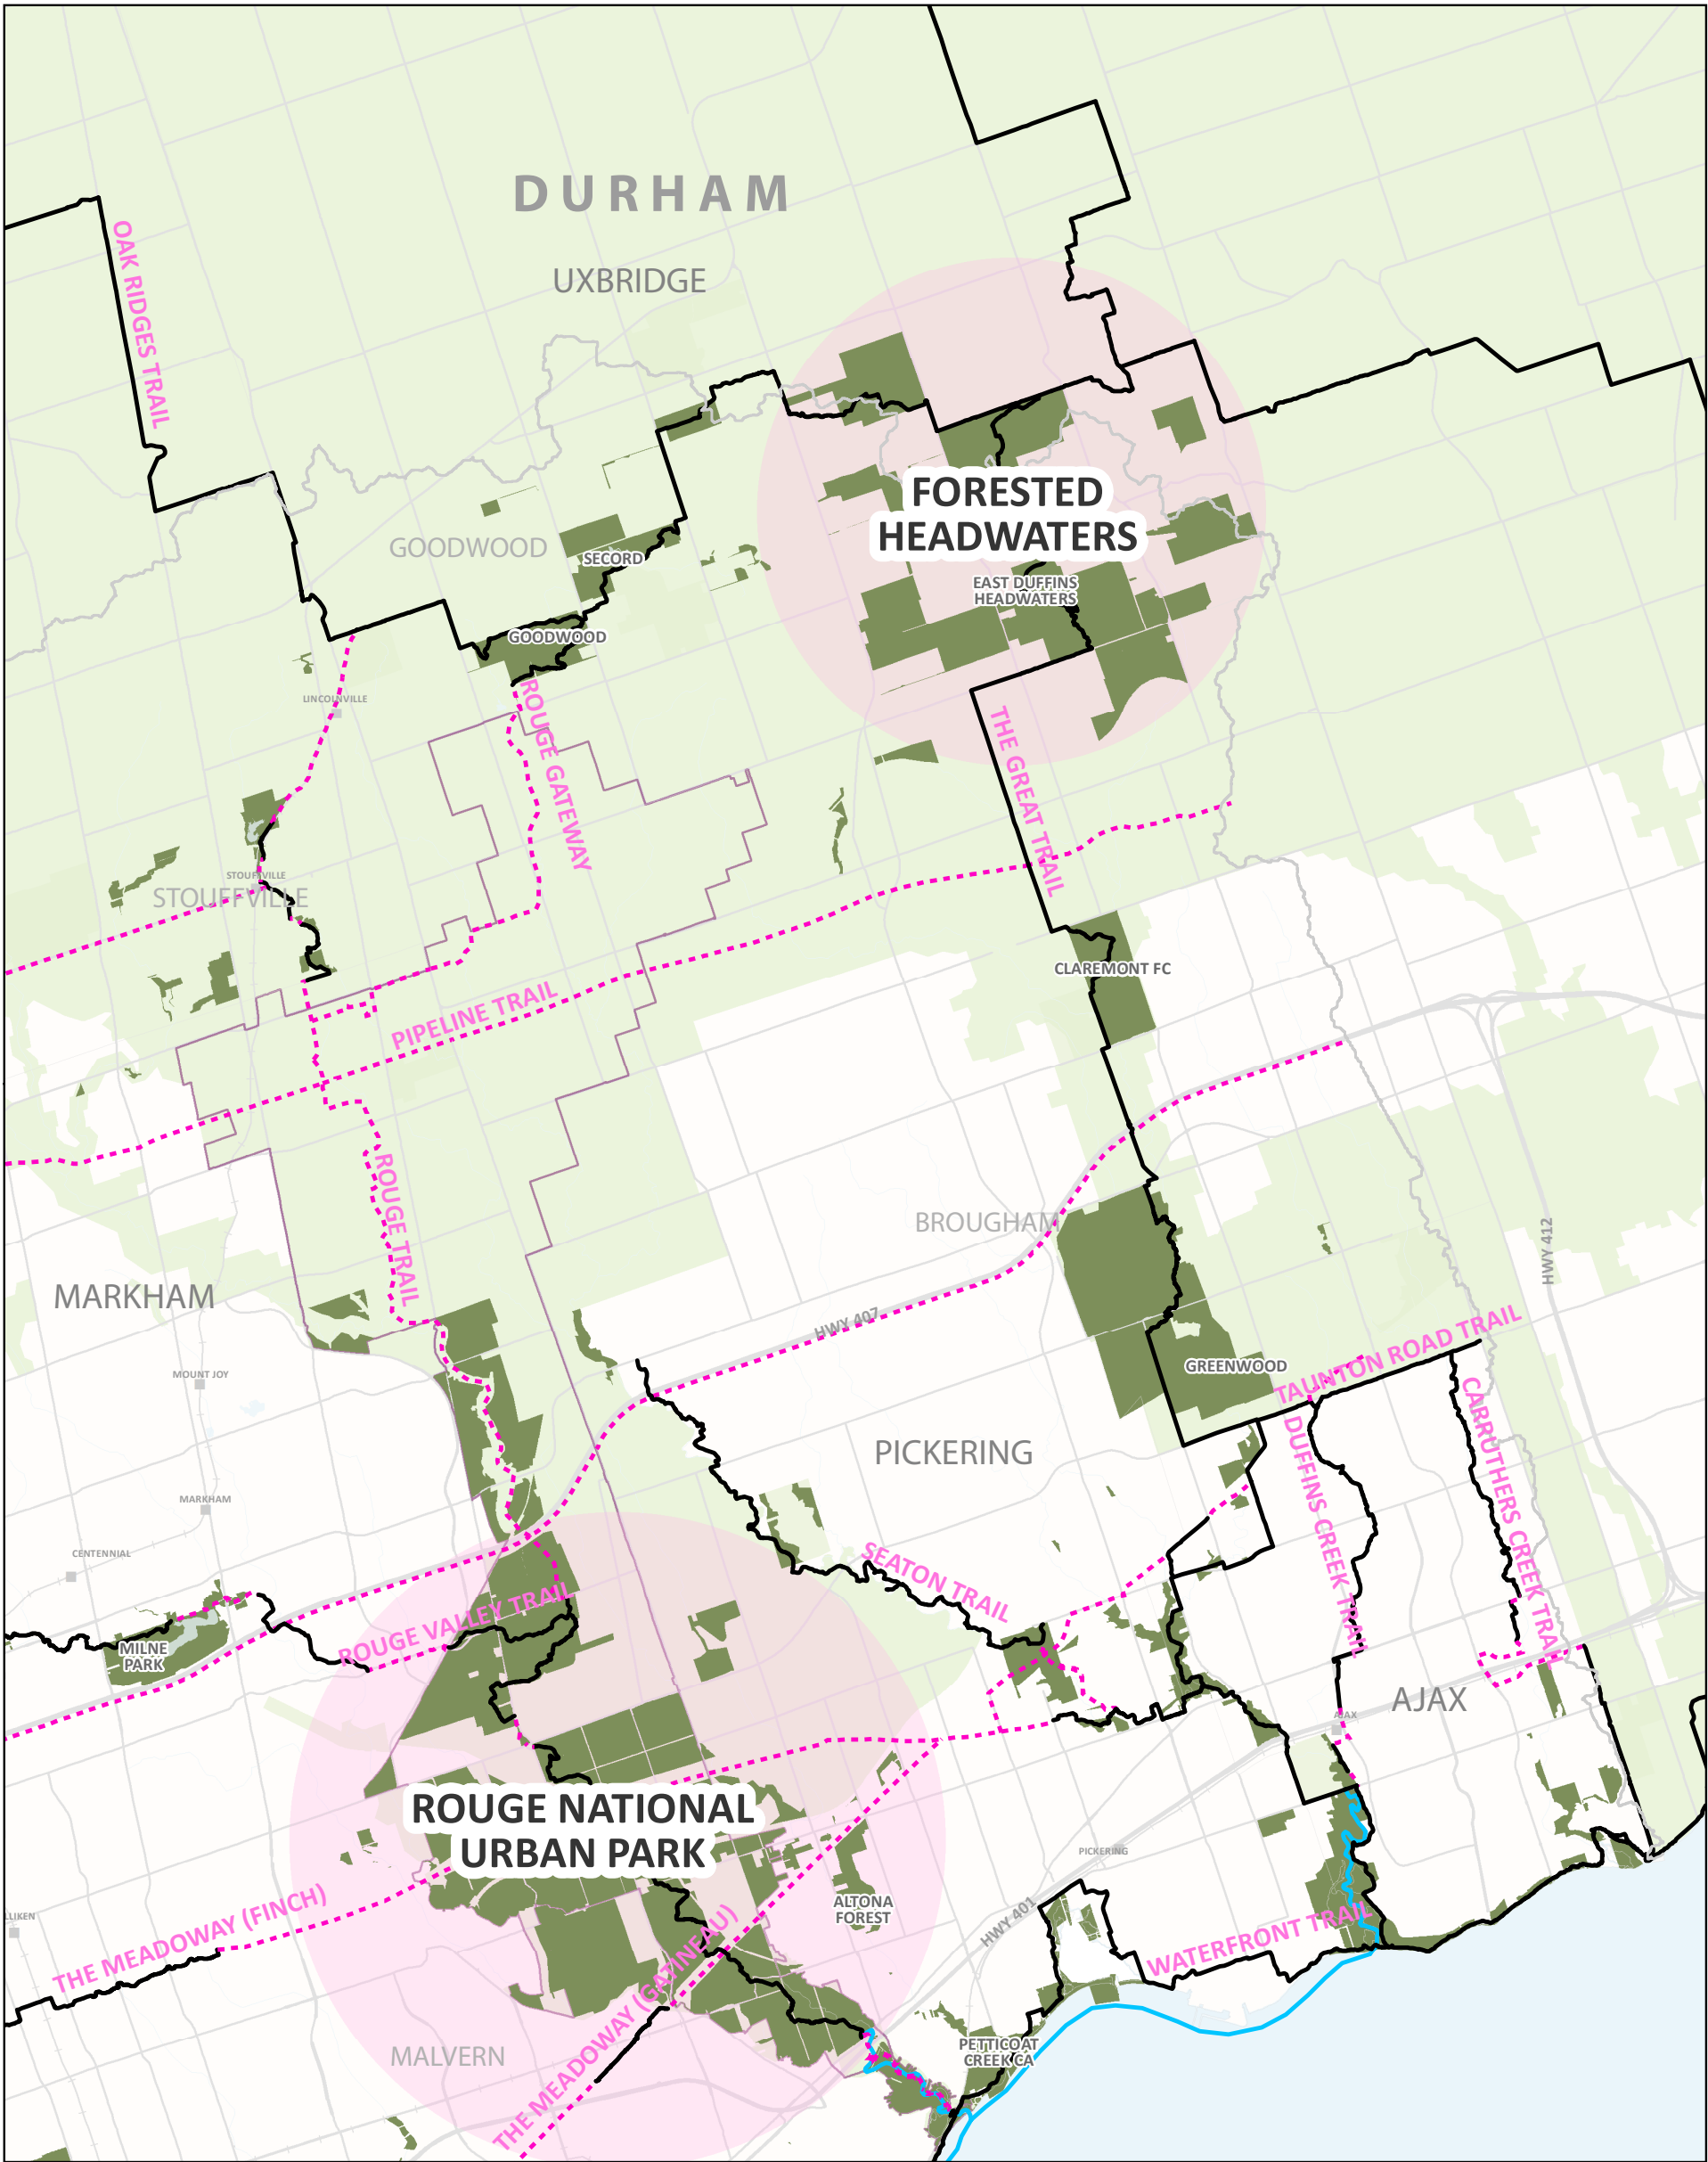 DURHAM
UXBRIDGE
OAK RIDGES TRAIL
FORESTED
HEADWATERS
GOODWOOD
SECORD
EAST DUFFINS
HEADWATERS
GOODWOOD
LINCOLNVILLE
ROUGE GATEWAY
THE GREAT TRAIL
STOUFFVILLE
STOUFFVILLE
CLAREMONT FC
PIPELINE TRAIL
ROUGE TRAIL
BROUGHAM
HWY 412
MARKHAM
HWY 407
MOUNT JOY
GREENWOOD
TAUNTON ROAD TRAIL
CARRUTHERS CREEK TRAIL
DUFFINS CREEK TRAIL
PICKERING
MARKHAM
CENTENNIAL
SEATON TRAIL
ROUGE VALLEY TRAIL
MILNE
PARK
AJAX
AJAX
ROUGE NATIONAL
URBAN PARK
PICKERING
ALTONA
FOREST
LLIKEN
THE MEADOWAY (FINCH)
HWY 401
WATERFRONT TRAIL
THE MEADOWAY (GATINEAU)
MALVERN
PETTICOAT
CREEK CA